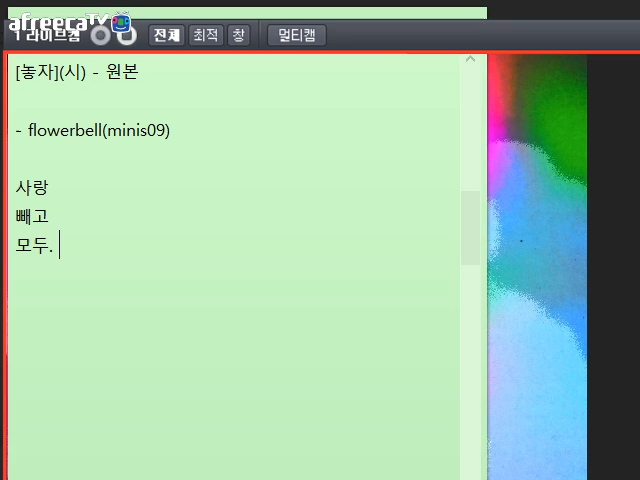 afreecaTV
1 라이브캠
전체 최적 창 멀티캠
[놓자](시) - 원본
- flowerbell(minis09)
사랑
빼고
모두.